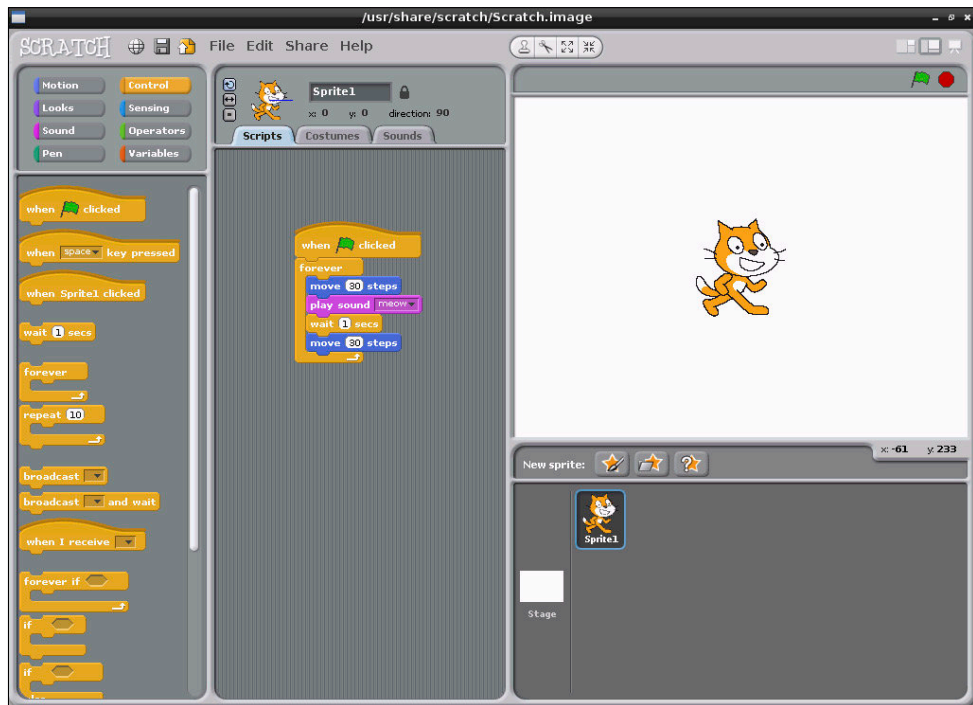 /usr/share/scratch/Scratch.image
SCRATCH File Edit Share Help
Motion Control
Looks Sensing
Sound Operators
Pen Variables
when clicked
when space key pressed
when Sprite1 clicked
wait 1 secs
forever
repeat 10
broadcast
broadcast and wait
when I receive
forever if
if
if
Sprite1
x: 0 y: 0 direction: 90
Scripts Costumes Sounds
when clicked
forever
move 30 steps
play sound meow
wait 1 secs
move 30 steps
x: -61 y: 233
New sprite:
Sprite1
Stage